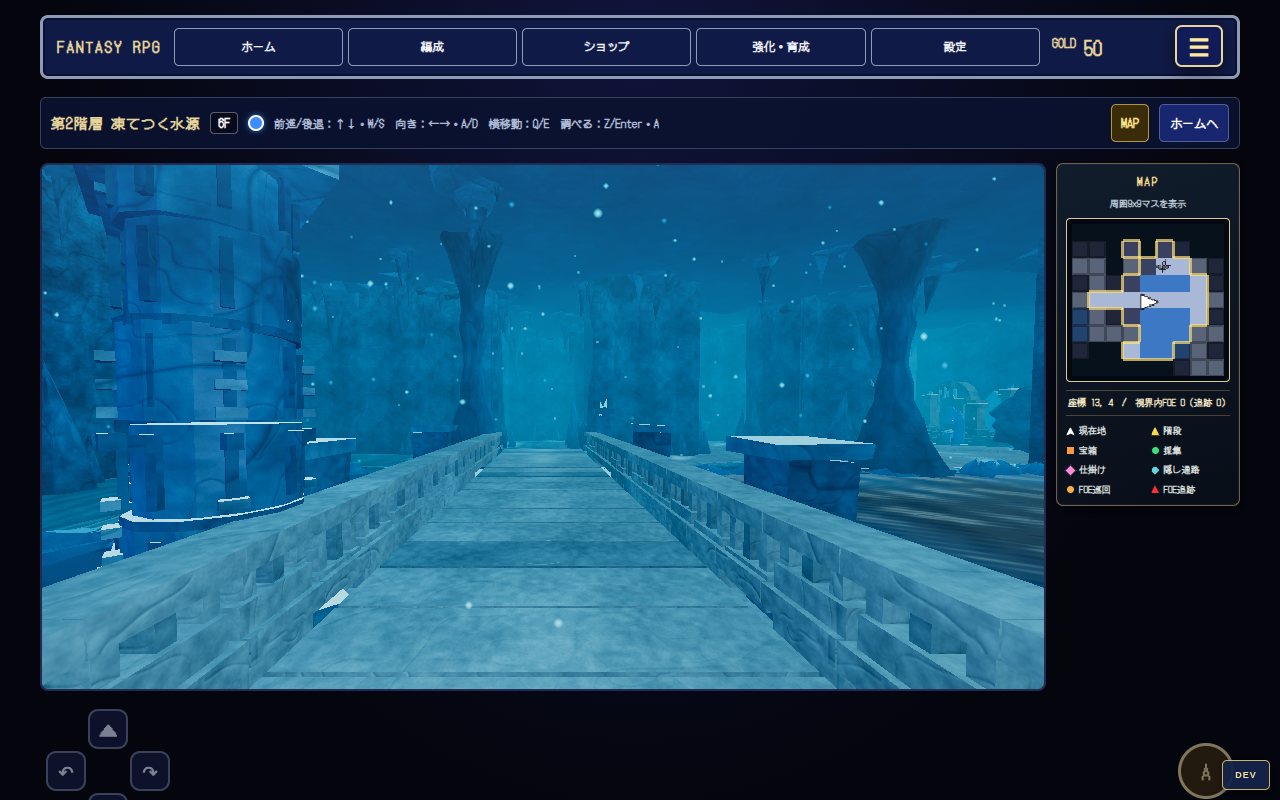 FANTASY RPG
ホーム
編成
ショップ
強化・育成
設定
GOLD 50
第2階層 凍てつく水源
6F
前進/後退：↑↓・W/S 向き：←→・A/D 横移動：Q/E 調べる：Z/Enter・A
MAP
ホームへ
MAP
周囲9x9マスを表示
座標 13, 4 / 視界内FOE 0 (追跡 0)
現在地
階段
宝箱
採集
仕掛け
隠し通路
FOE巡回
FOE追跡
A
DEV